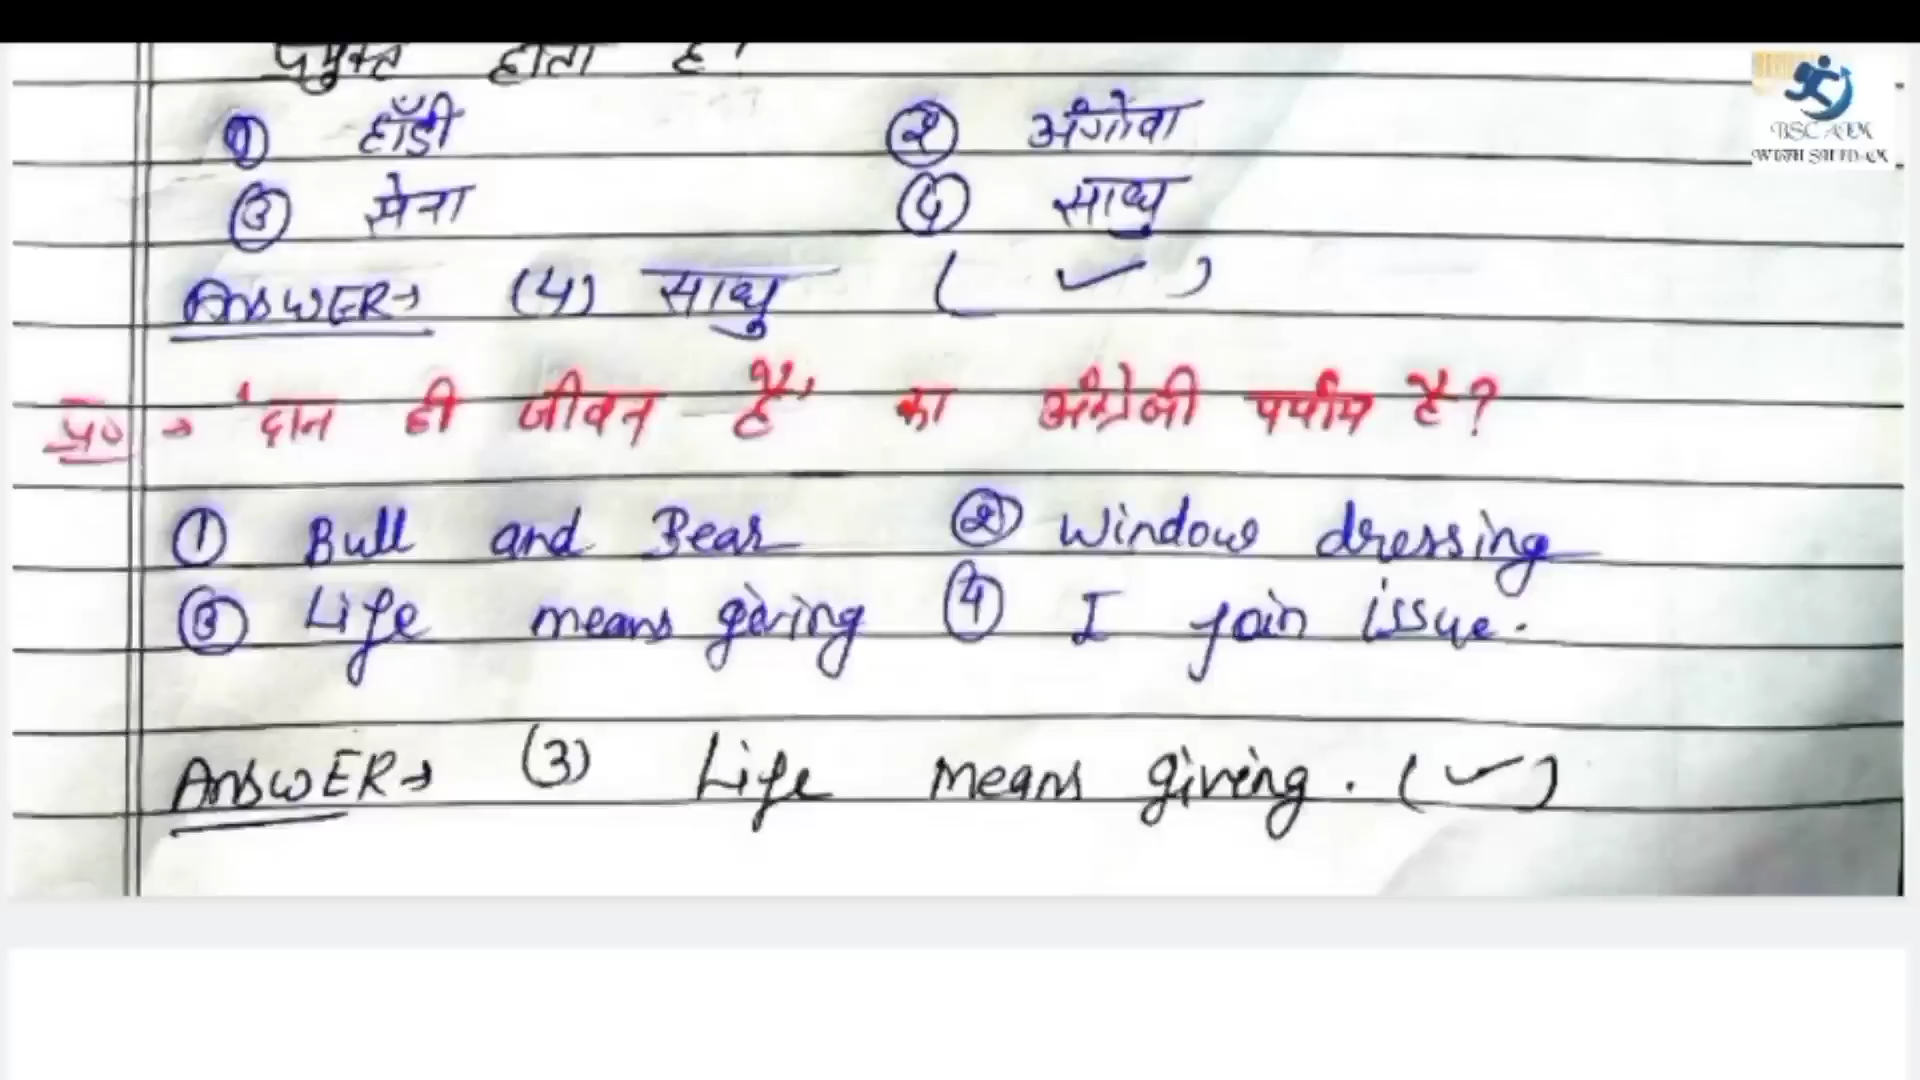 प्रयुक्त होता है?
① हाँडी ② अंगोवा
③ सेना ④ साधु
ANSWER→ (4) साधु (✓)
प्र० → 'दान ही जीवन है' का अंग्रेजी पर्याय है?
① Bull and Bear ② Window dressing
③ Life means giving ④ I join issue.
ANSWER→ (3) Life means giving. (✓)